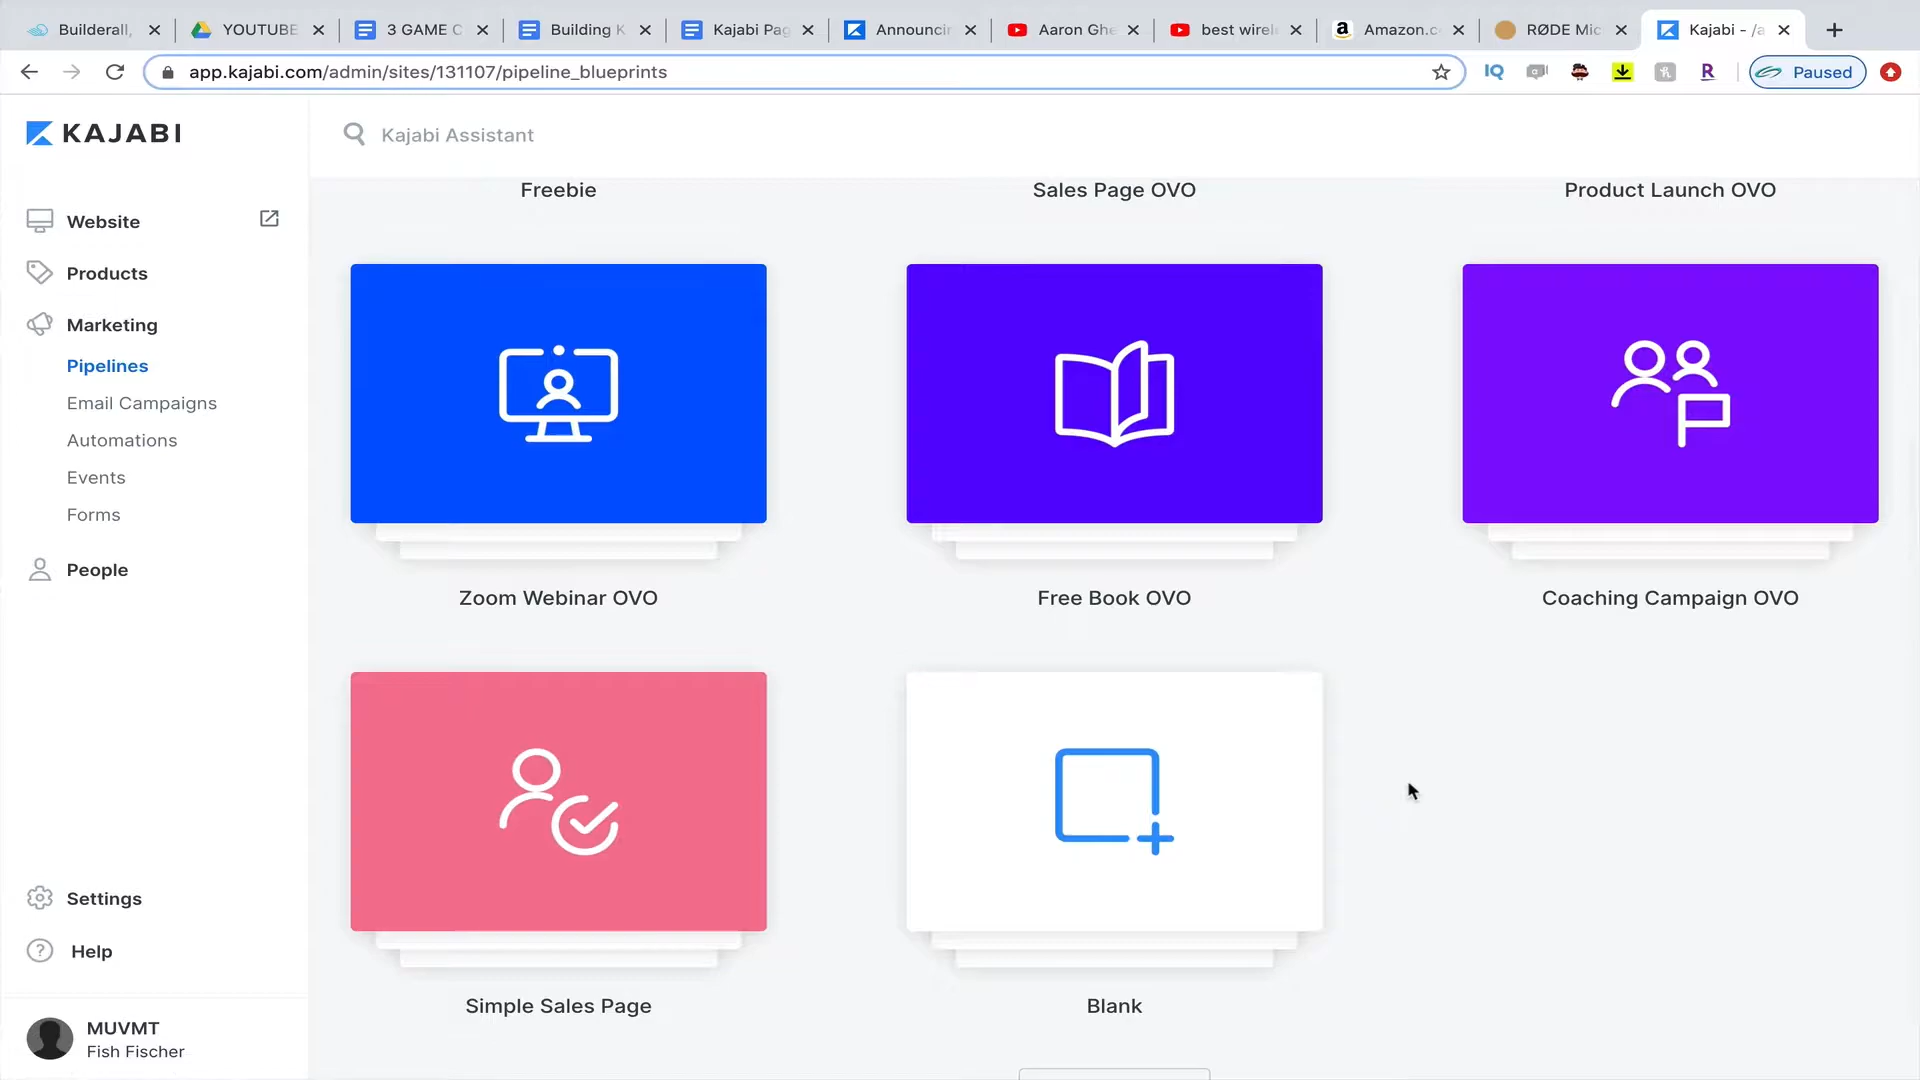 Builderall,
YOUTUBE
3 GAME C
Building K
Kajabi Pag
Announcin
Aaron Ghe
best wirel
Amazon.c
RØDE Mic
Kajabi - /a
app.kajabi.com/admin/sites/131107/pipeline_blueprints
IQ
R
Paused
KAJABI
Kajabi Assistant
Website
Products
Marketing
Pipelines
Email Campaigns
Automations
Events
Forms
People
Settings
Help
MUVMT
Fish Fischer
Freebie
Sales Page OVO
Product Launch OVO
Zoom Webinar OVO
Free Book OVO
Coaching Campaign OVO
Simple Sales Page
Blank